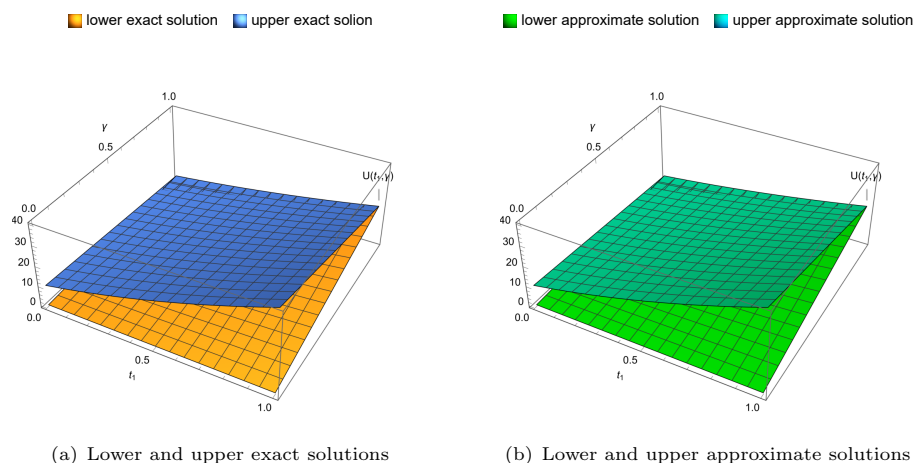 lower exact solution upper exact solion
lower approximate solution upper approximate solution
1.0
γ
0.5
U(t₁,γ)
0.0
40
30
20
10
0
0.0
0.5
t₁
1.0
1.0
γ
0.5
U(t₁,γ)
0.0
40
30
20
10
0
0.0
0.5
t₁
1.0
(a) Lower and upper exact solutions
(b) Lower and upper approximate solutions